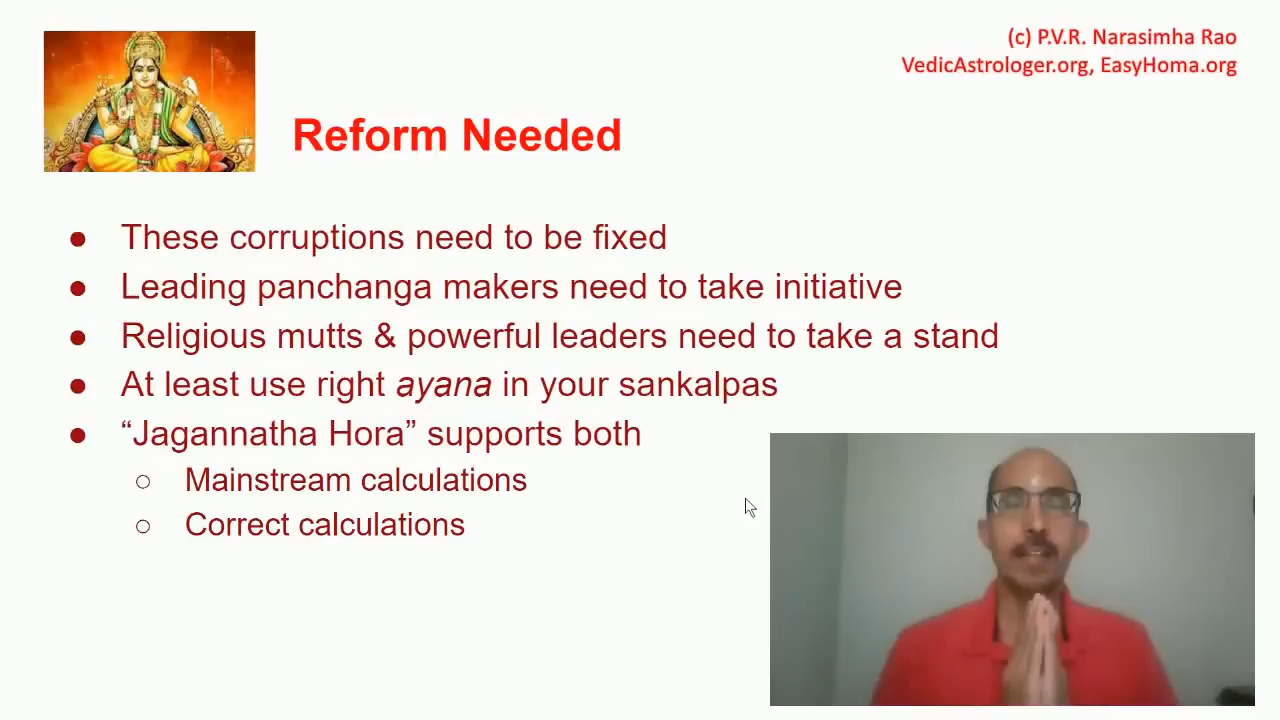 (c) P.V.R. Narasimha Rao
VedicAstrologer.org, EasyHoma.org
Reform Needed
● These corruptions need to be fixed
● Leading panchanga makers need to take initiative
● Religious mutts & powerful leaders need to take a stand
● At least use right ayana in your sankalpas
● “Jagannatha Hora” supports both
○ Mainstream calculations
○ Correct calculations